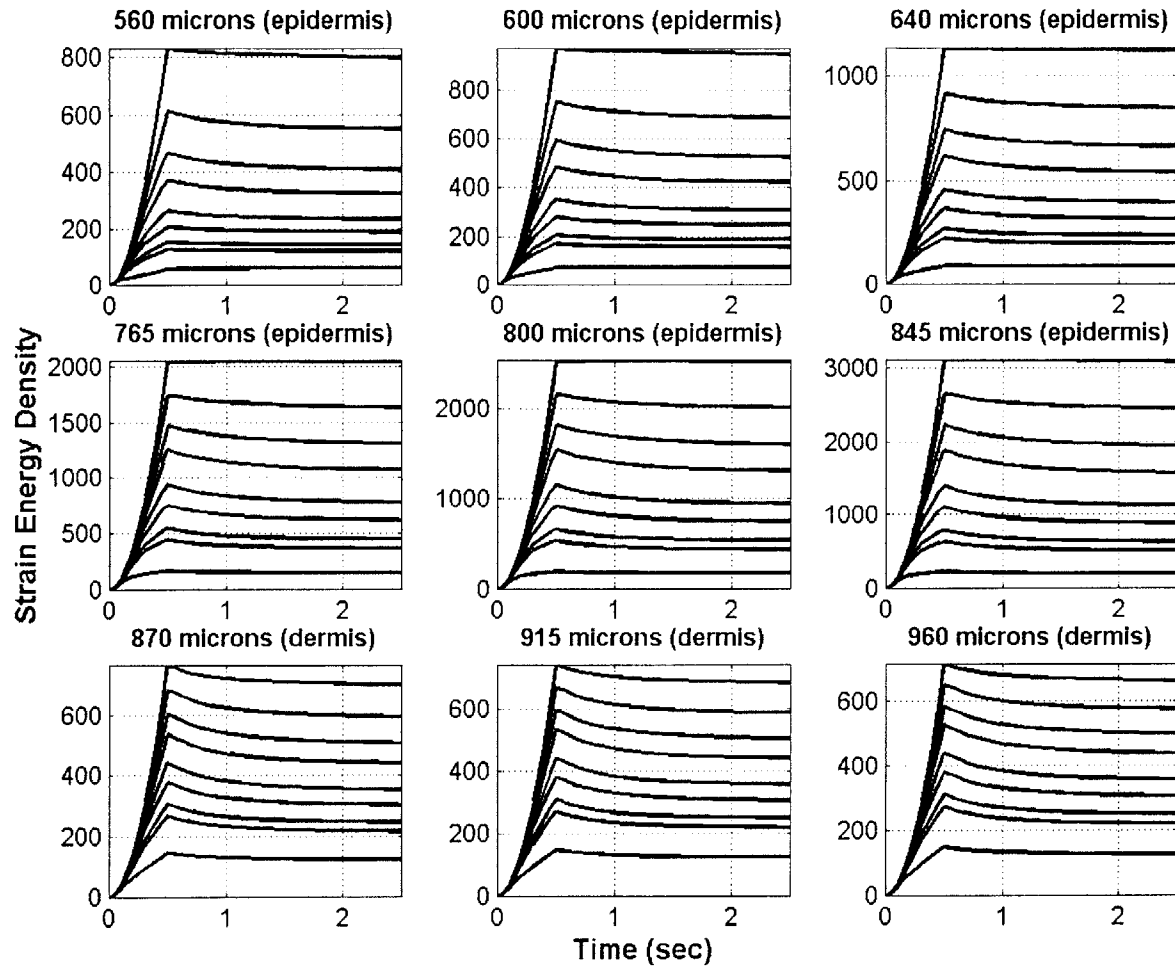 560 microns (epidermis)
600 microns (epidermis)
640 microns (epidermis)
800
600
400
200
0
0 1 2
800
600
400
200
0
0 1 2
1000
500
0
0 1 2
765 microns (epidermis)
800 microns (epidermis)
845 microns (epidermis)
2000
1500
1000
500
0
0 1 2
2000
1000
0
0 1 2
3000
2000
1000
0
0 1 2
870 microns (dermis)
915 microns (dermis)
960 microns (dermis)
600
400
200
0
0 1 2
600
400
200
0
0 1 2
600
400
200
0
0 1 2
Strain Energy Density
Time (sec)